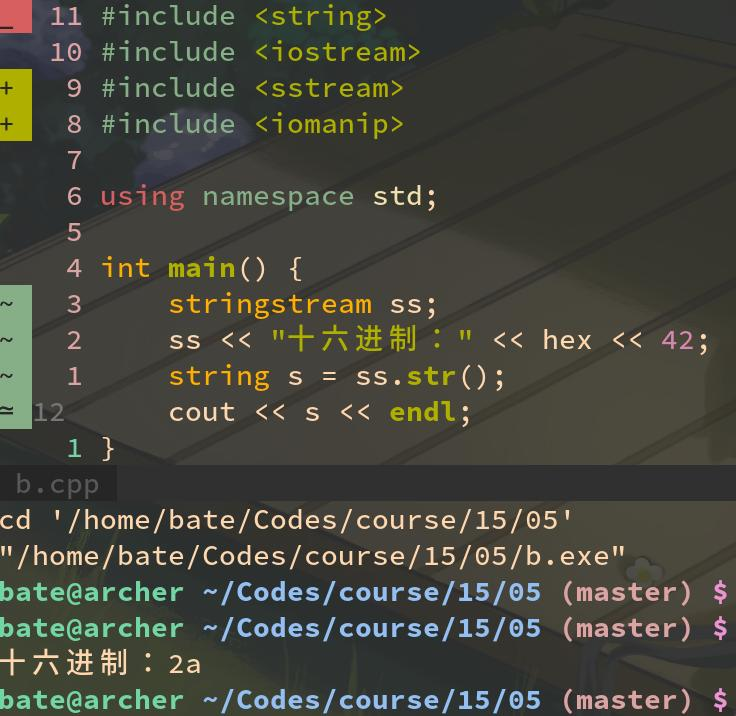 _ 11 #include <string>
10 #include <iostream>
+ 9 #include <sstream>
+ 8 #include <iomanip>
7
6 using namespace std;
5
4 int main() {
~ 3     stringstream ss;
~ 2     ss << "十六进制：" << hex << 42;
~ 1     string s = ss.str();
≃ 12     cout << s << endl;
1 }
b.cpp
cd '/home/bate/Codes/course/15/05'
"/home/bate/Codes/course/15/05/b.exe"
bate@archer ~/Codes/course/15/05 (master) $
bate@archer ~/Codes/course/15/05 (master) $
十六进制：2a
bate@archer ~/Codes/course/15/05 (master) $